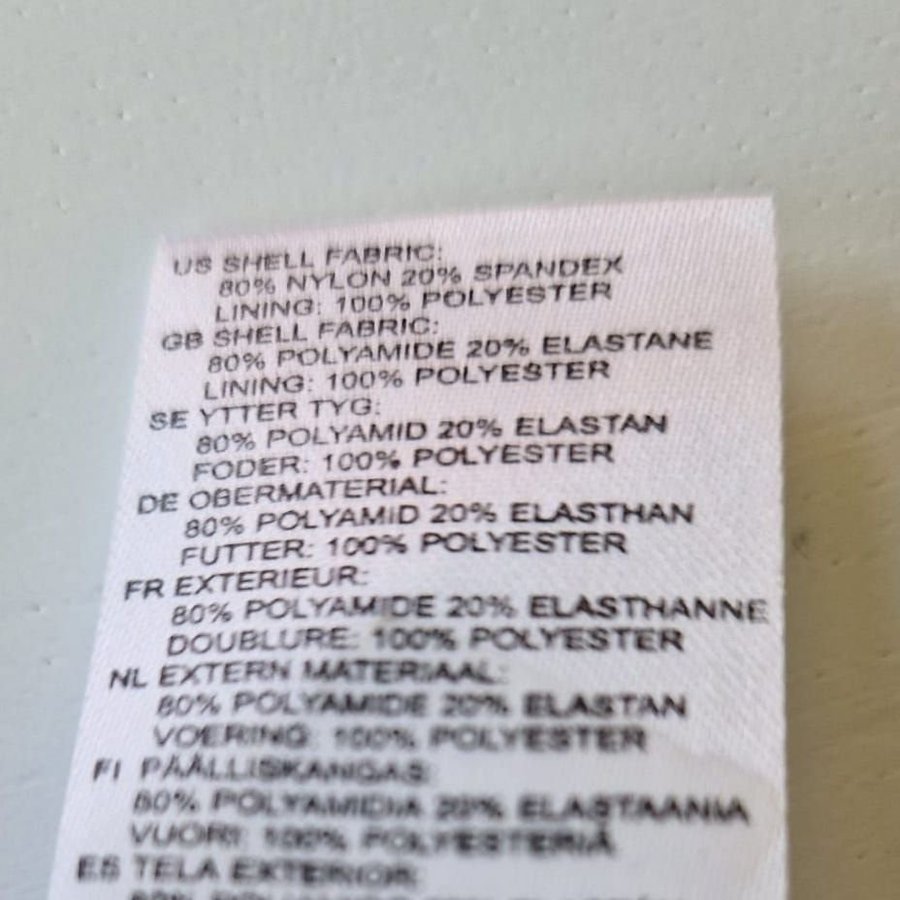 US SHELL FABRIC:
80% NYLON 20% SPANDEX
LINING: 100% POLYESTER
GB SHELL FABRIC:
80% POLYAMIDE 20% ELASTANE
LINING: 100% POLYESTER
SE YTTER TYG:
80% POLYAMID 20% ELASTAN
FODER: 100% POLYESTER
DE OBERMATERIAL:
80% POLYAMID 20% ELASTHAN
FUTTER: 100% POLYESTER
FR EXTERIEUR:
80% POLYAMIDE 20% ELASTHANNE
DOUBLURE: 100% POLYESTER
NL EXTERN MATERIAAL:
80% POLYAMIDE 20% ELASTAN
VOERING: 100% POLYESTER
FI PÄÄLLISKANGAS:
80% POLYAMIDIA 20% ELASTAANIA
VUORI: 100% POLYESTERIÄ
ES TELA EXTERIOR: